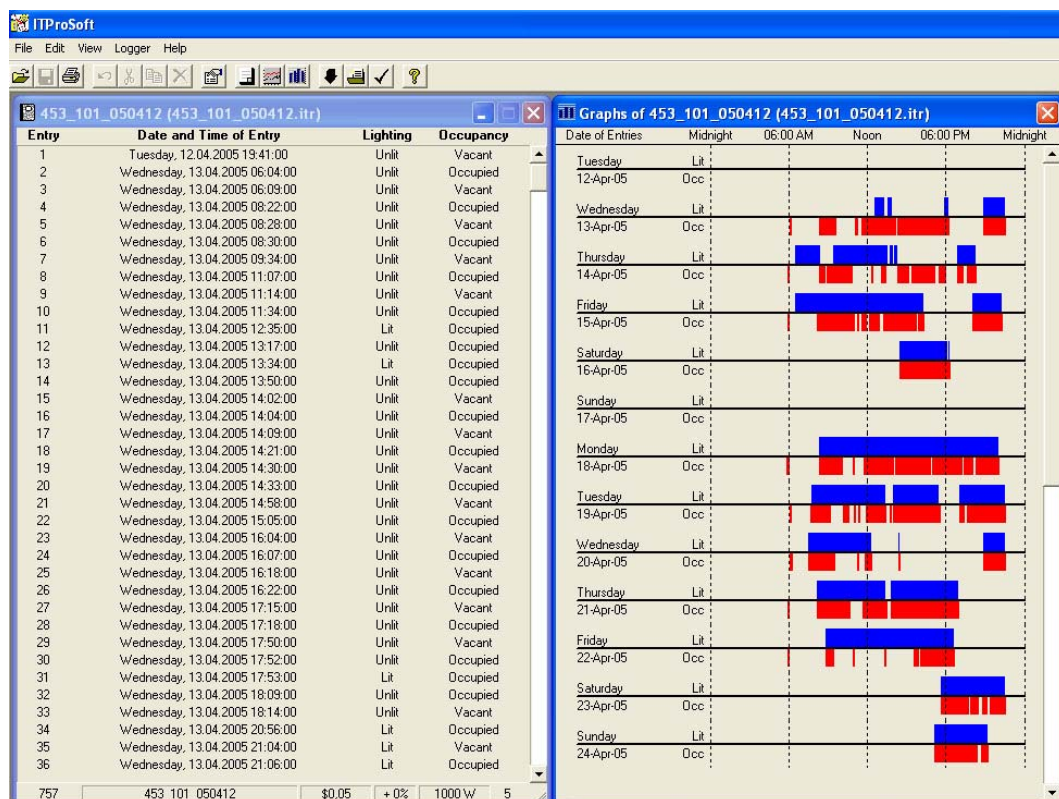 ITProSoft
File Edit View Logger Help
453_101_050412 (453_101_050412.itr)
Entry Date and Time of Entry Lighting Occupancy
1 Tuesday, 12.04.2005 19:41:00 Unlit Vacant
2 Wednesday, 13.04.2005 06:04:00 Unlit Occupied
3 Wednesday, 13.04.2005 06:09:00 Unlit Vacant
4 Wednesday, 13.04.2005 08:22:00 Unlit Occupied
5 Wednesday, 13.04.2005 08:28:00 Unlit Vacant
6 Wednesday, 13.04.2005 08:30:00 Unlit Occupied
7 Wednesday, 13.04.2005 09:34:00 Unlit Vacant
8 Wednesday, 13.04.2005 11:07:00 Unlit Occupied
9 Wednesday, 13.04.2005 11:14:00 Unlit Vacant
10 Wednesday, 13.04.2005 11:34:00 Unlit Occupied
11 Wednesday, 13.04.2005 12:35:00 Lit Occupied
12 Wednesday, 13.04.2005 13:17:00 Unlit Occupied
13 Wednesday, 13.04.2005 13:34:00 Lit Occupied
14 Wednesday, 13.04.2005 13:50:00 Unlit Occupied
15 Wednesday, 13.04.2005 14:02:00 Unlit Vacant
16 Wednesday, 13.04.2005 14:04:00 Unlit Occupied
17 Wednesday, 13.04.2005 14:09:00 Unlit Vacant
18 Wednesday, 13.04.2005 14:21:00 Unlit Occupied
19 Wednesday, 13.04.2005 14:30:00 Unlit Vacant
20 Wednesday, 13.04.2005 14:33:00 Unlit Occupied
21 Wednesday, 13.04.2005 14:58:00 Unlit Vacant
22 Wednesday, 13.04.2005 15:05:00 Unlit Occupied
23 Wednesday, 13.04.2005 16:04:00 Unlit Vacant
24 Wednesday, 13.04.2005 16:07:00 Unlit Occupied
25 Wednesday, 13.04.2005 16:18:00 Unlit Vacant
26 Wednesday, 13.04.2005 16:22:00 Unlit Occupied
27 Wednesday, 13.04.2005 17:15:00 Unlit Vacant
28 Wednesday, 13.04.2005 17:18:00 Unlit Occupied
29 Wednesday, 13.04.2005 17:50:00 Unlit Vacant
30 Wednesday, 13.04.2005 17:52:00 Unlit Occupied
31 Wednesday, 13.04.2005 17:53:00 Lit Occupied
32 Wednesday, 13.04.2005 18:09:00 Unlit Occupied
33 Wednesday, 13.04.2005 18:14:00 Unlit Vacant
34 Wednesday, 13.04.2005 20:56:00 Lit Occupied
35 Wednesday, 13.04.2005 21:04:00 Lit Vacant
36 Wednesday, 13.04.2005 21:06:00 Lit Occupied
757 453_101_050412 $0,05 + 0% 1000 W 5
Graphs of 453_101_050412 (453_101_050412.itr)
Date of Entries Midnight 06:00 AM Noon 06:00 PM Midnight
Tuesday Lit
12-Apr-05 Occ
Wednesday Lit
13-Apr-05 Occ
Thursday Lit
14-Apr-05 Occ
Friday Lit
15-Apr-05 Occ
Saturday Lit
16-Apr-05 Occ
Sunday Lit
17-Apr-05 Occ
Monday Lit
18-Apr-05 Occ
Tuesday Lit
19-Apr-05 Occ
Wednesday Lit
20-Apr-05 Occ
Thursday Lit
21-Apr-05 Occ
Friday Lit
22-Apr-05 Occ
Saturday Lit
23-Apr-05 Occ
Sunday Lit
24-Apr-05 Occ